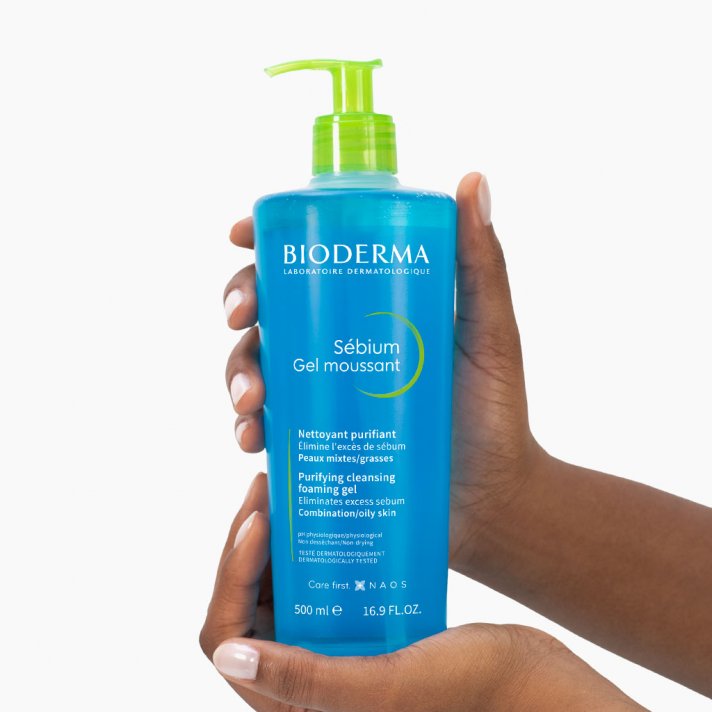 BIODERMA
LABORATOIRE DERMATOLOGIQUE
Sébium
Gel moussant
Nettoyant purifiant
Élimine l'excès de sébum
Peaux mixtes/grasses
Purifying cleansing
foaming gel
Eliminates excess sebum
Combination/oily skin
pH physiologique/physiological
Non desséchant/Non-drying
TESTÉ DERMATOLOGIQUEMENT
DERMATOLOGICALLY TESTED
Care first. NAOS
500 ml ℮ 16.9 FL.OZ.